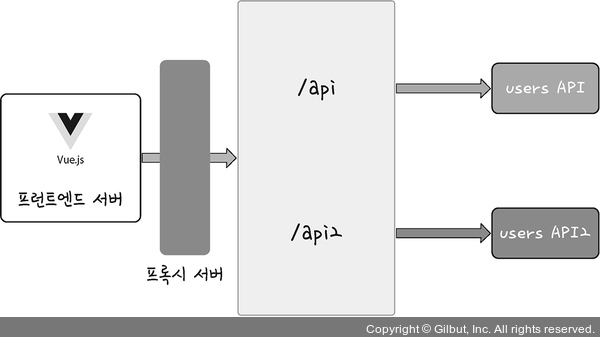 Vue.js
프런트엔드 서버
프록시 서버
/api
/api2
users API
users API2
Copyright © Gilbut, Inc. All rights reserved.